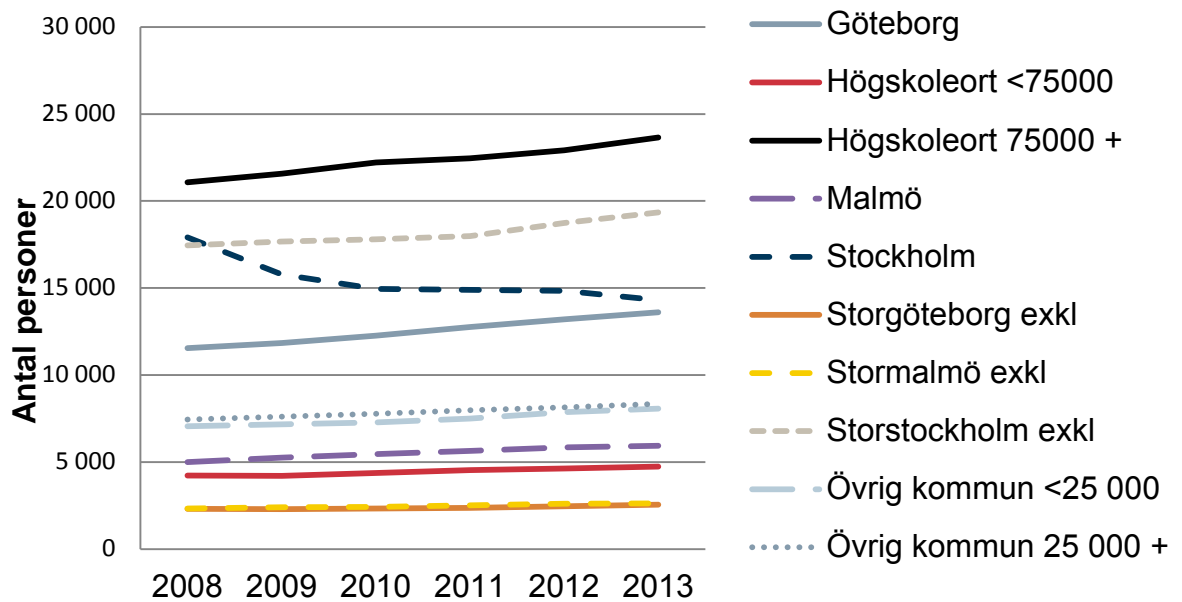 Antal personer
30 000
25 000
20 000
15 000
10 000
5 000
0
2008 2009 2010 2011 2012 2013
Göteborg
Högskoleort <75000
Högskoleort 75000 +
Malmö
Stockholm
Storgöteborg exkl
Stormalmö exkl
Storstockholm exkl
Övrig kommun <25 000
Övrig kommun 25 000 +